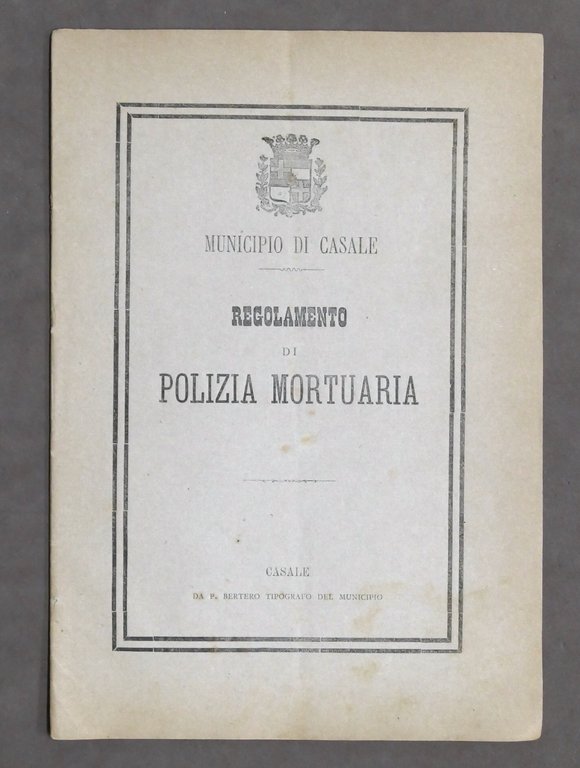 MUNICIPIO DI CASALE
REGOLAMENTO
DI
POLIZIA MORTUARIA
CASALE
DA P. BERTERO TIPOGRAFO DEL MUNICIPIO